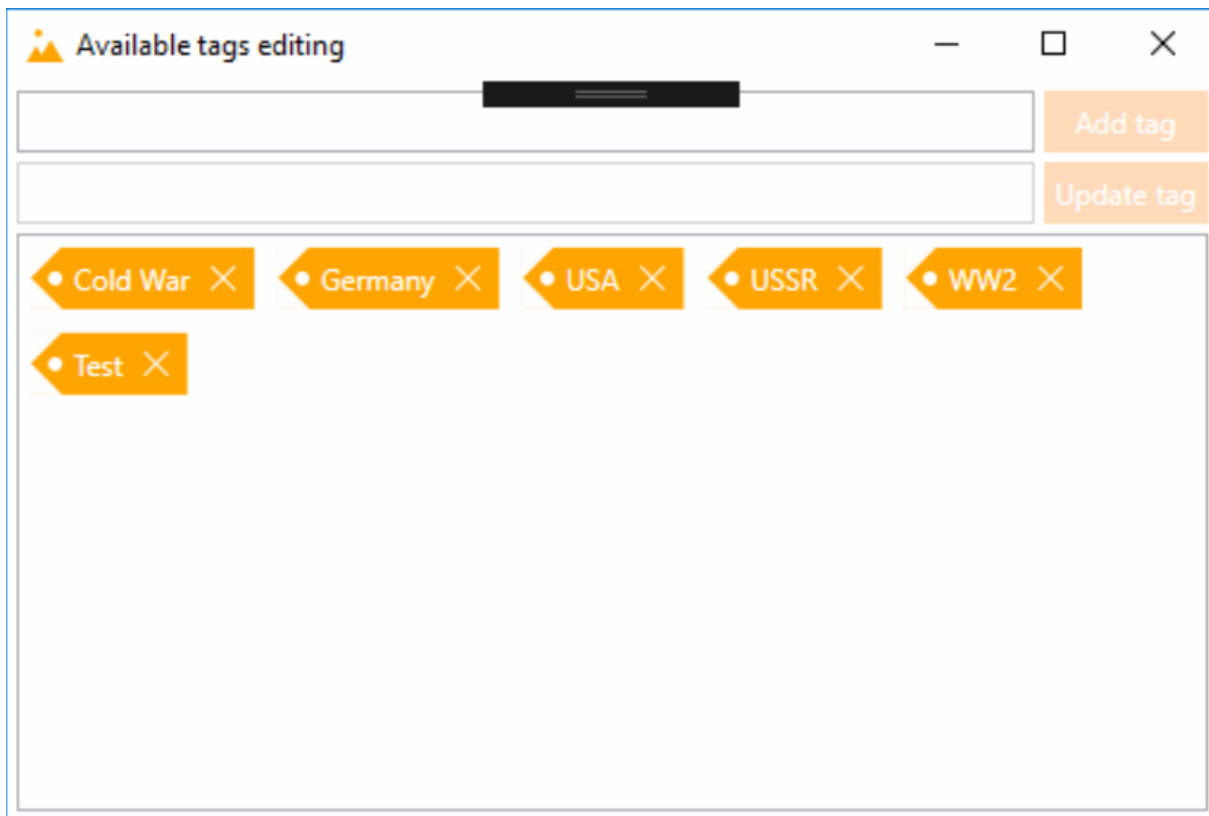 Available tags editing
Add tag
Update tag
Cold War Germany USA USSR WW2
Test